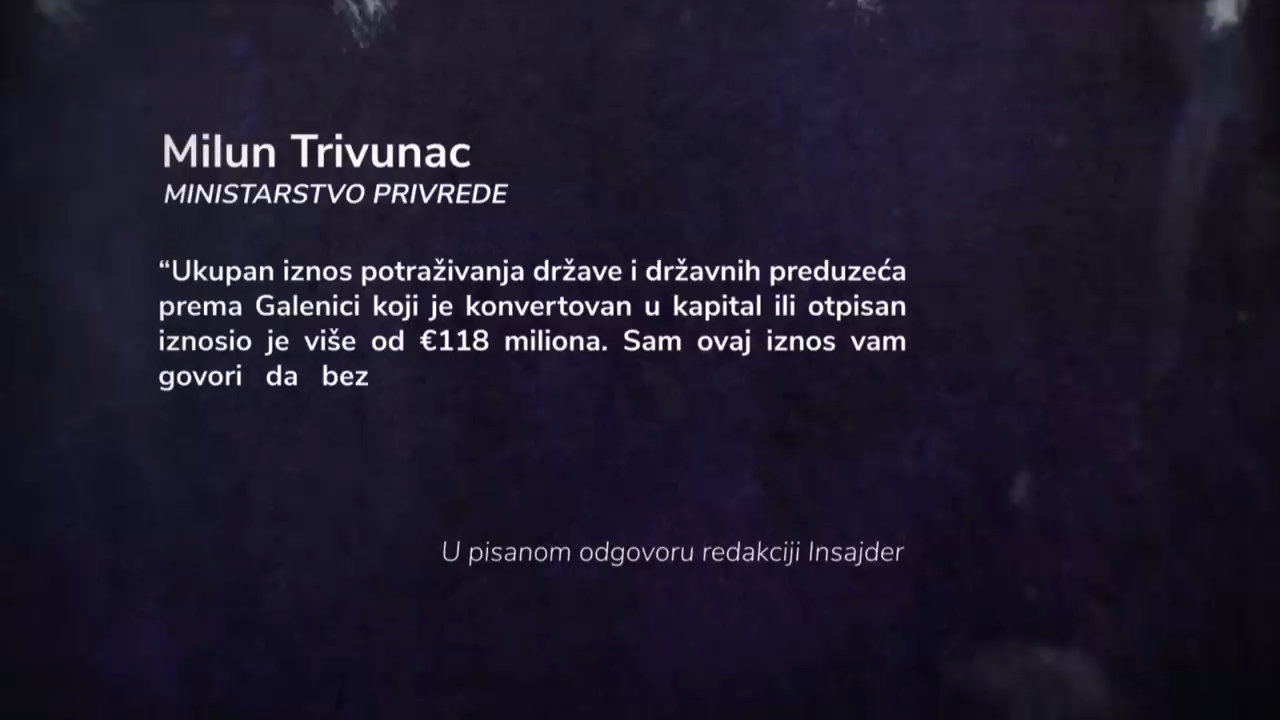 Milun Trivunac
MINISTARSTVO PRIVREDE
“Ukupan iznos potraživanja države i državnih preduzeća
prema Galenici koji je konvertovan u kapital ili otpisan
iznosio je više od €118 miliona. Sam ovaj iznos vam
govori da bez
U pisanom odgovoru redakciji Insajder